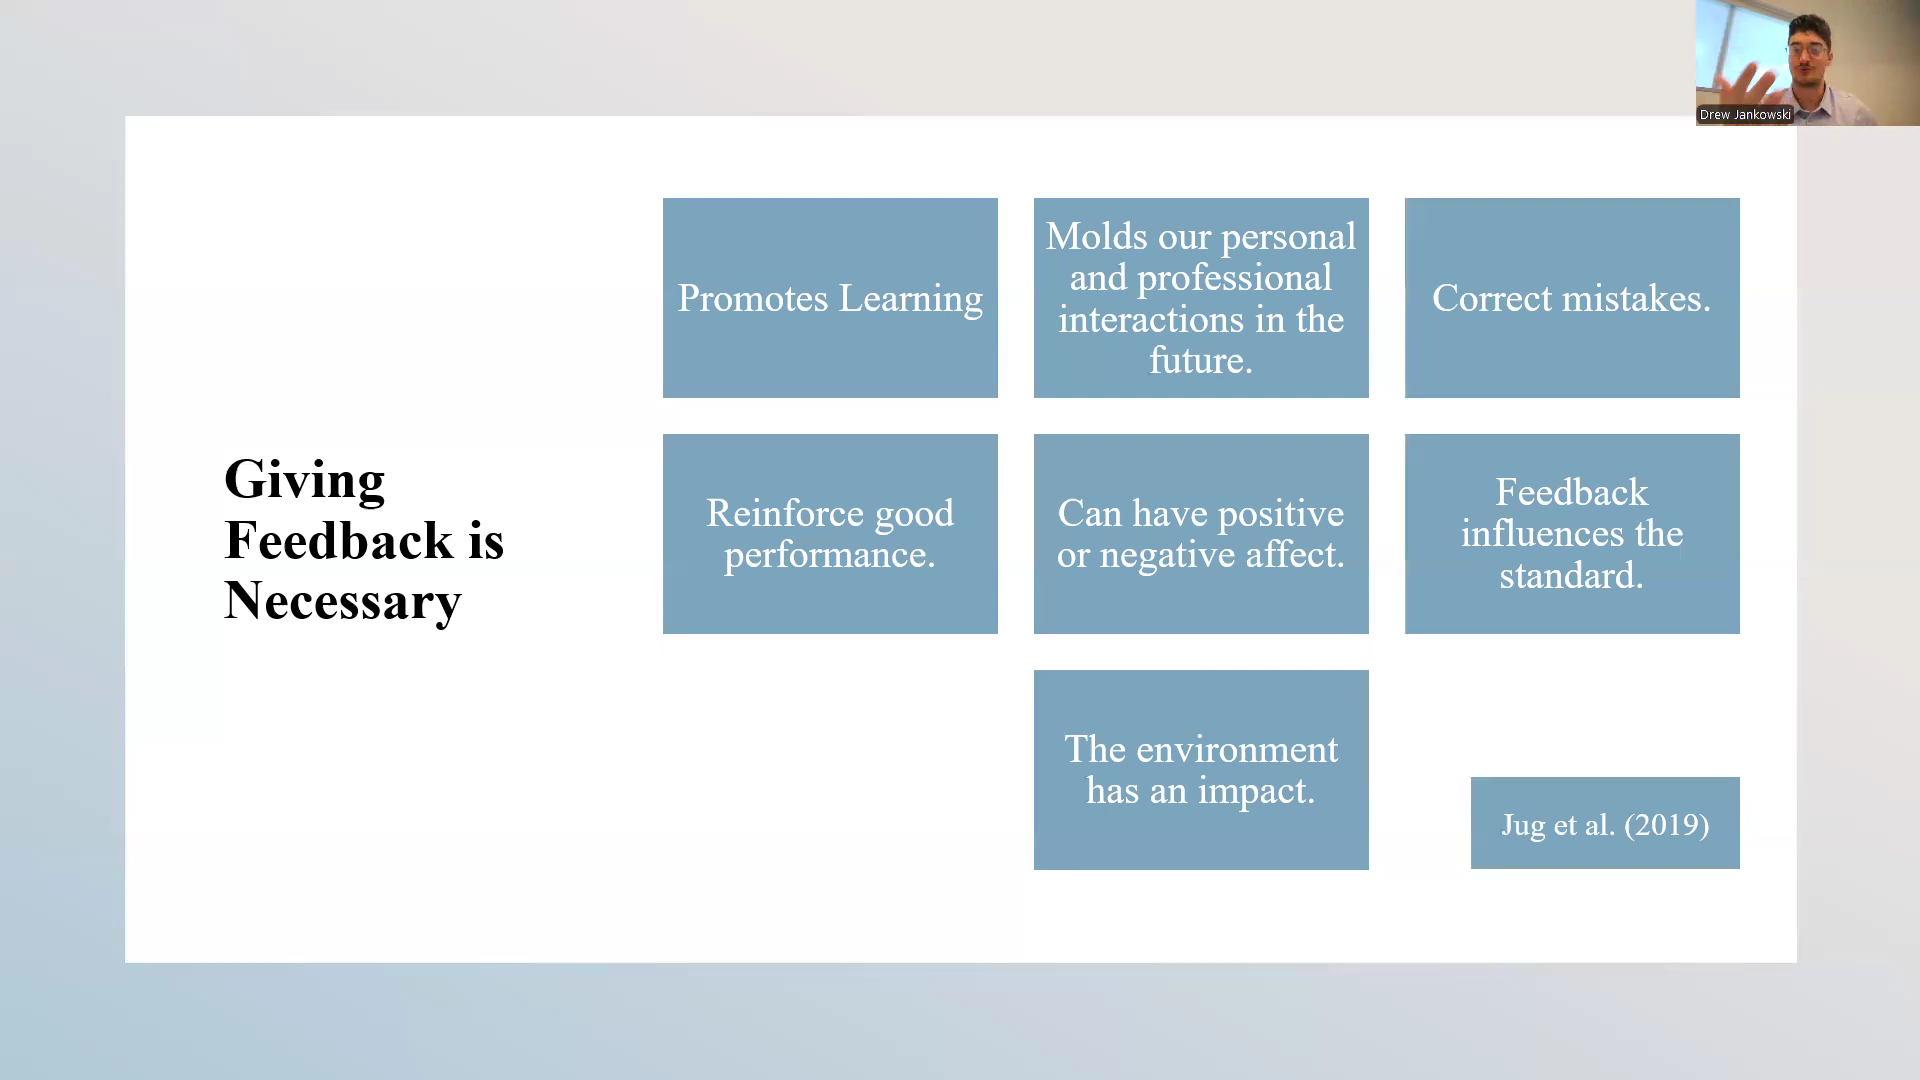 Drew Jankowski
Giving
Feedback is
Necessary
Promotes Learning
Molds our personal
and professional
interactions in the
future.
Correct mistakes.
Reinforce good
performance.
Can have positive
or negative affect.
Feedback
influences the
standard.
The environment
has an impact.
Jug et al. (2019)